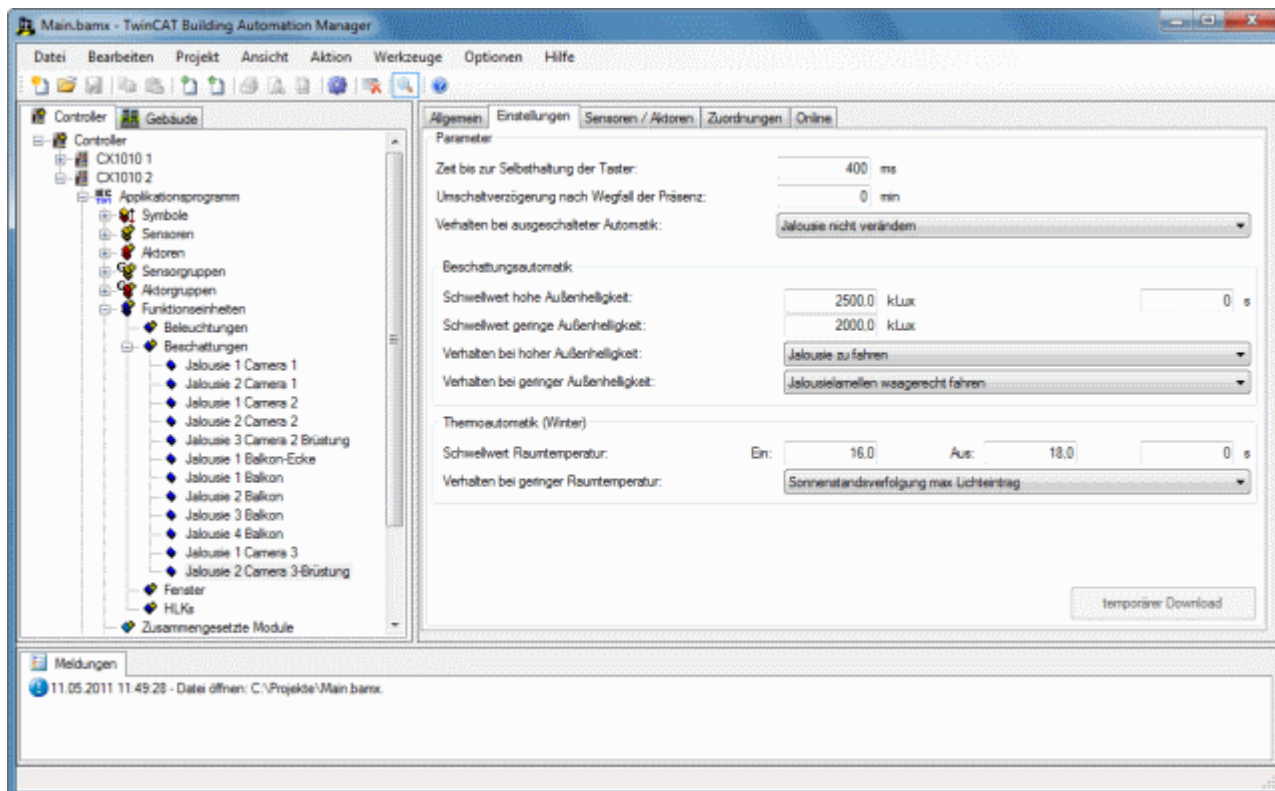 Main.bamx - TwinCAT Building Automation Manager
Datei Bearbeiten Projekt Ansicht Aktion Werkzeuge Optionen Hilfe
Controller Gebäude
Controller
CX1010 1
CX1010 2
Applikationsprogramm
Symbole
Sensoren
Aktoren
Sensorgruppen
Aktorgruppen
Funktionseinheiten
Beleuchtungen
Beschattungen
Jalousie 1 Camera 1
Jalousie 2 Camera 1
Jalousie 1 Camera 2
Jalousie 2 Camera 2
Jalousie 3 Camera 2 Brüstung
Jalousie 1 Balkon-Ecke
Jalousie 1 Balkon
Jalousie 2 Balkon
Jalousie 3 Balkon
Jalousie 4 Balkon
Jalousie 1 Camera 3
Jalousie 2 Camera 3-Brüstung
Fenster
HLKs
Zusammengesetzte Module
Allgemein Einstellungen Sensoren / Aktoren Zuordnungen Online
Parameter
Zeit bis zur Selbsthaltung der Taster: 400 ms
Umschaltverzögerung nach Wegfall der Präsenz: 0 min
Verhalten bei ausgeschalteter Automatik: Jalousie nicht verändern
Beschattungsautomatik
Schwellwert hohe Außenhelligkeit: 2500,0 kLux 0 s
Schwellwert geringe Außenhelligkeit: 2000,0 kLux
Verhalten bei hoher Außenhelligkeit: Jalousie zu fahren
Verhalten bei geringer Außenhelligkeit: Jalousielamellen waagerecht fahren
Thermoautomatik (Winter)
Schwellwert Raumtemperatur: Ein: 16,0 Aus: 18,0 0 s
Verhalten bei geringer Raumtemperatur: Sonnenstandsverfolgung max Lichteintrag
temporärer Download
Meldungen
11.05.2011 11:49:28 - Datei öffnen: C:\Projekte\Main.bamx.